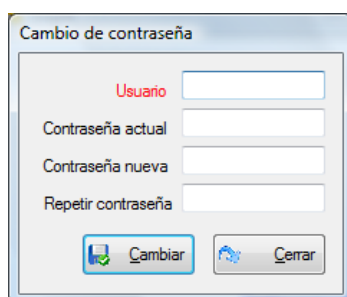 Cambio de contraseña
Usuario
Contraseña actual
Contraseña nueva
Repetir contraseña
Cambiar
Cerrar